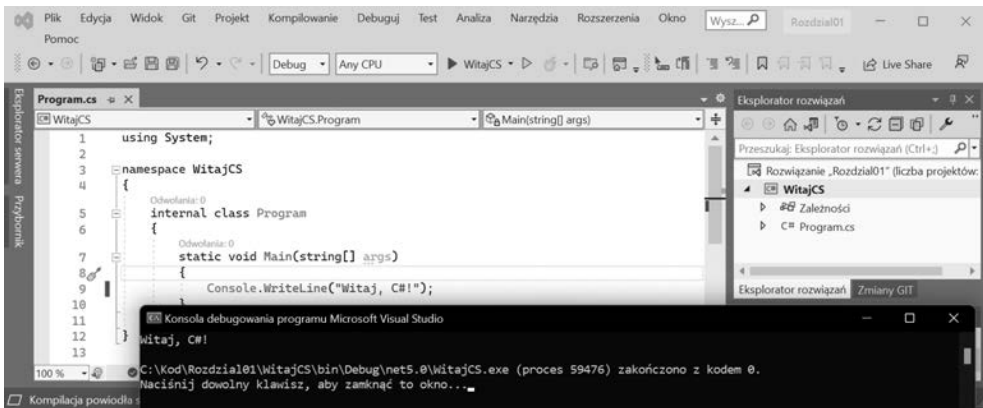 Plik Edycja Widok Git Projekt Kompilowanie Debuguj Test Analiza Narzędzia Rozszerzenia Okno Wysz... Rozdzial01
Pomoc
Debug Any CPU WitajCS Live Share
Eksplorator serwera Przybornik
Program.cs
WitajCS WitajCS.Program Main(string[] args)
1 using System;
2
3 namespace WitajCS
4 {
Odwołania: 0
5 internal class Program
6 {
Odwołania: 0
7 static void Main(string[] args)
8 {
9 Console.WriteLine("Witaj, C#!");
10 }
11
12 }
13
100 %
Kompilacja powiodła s
Eksplorator rozwiązań
Przeszukaj: Eksplorator rozwiązań (Ctrl+;)
Rozwiązanie „Rozdzial01" (liczba projektów:
WitajCS
Zależności
C# Program.cs
Eksplorator rozwiązań Zmiany GIT
Konsola debugowania programu Microsoft Visual Studio
Witaj, C#!
C:\Kod\Rozdzial01\WitajCS\bin\Debug\net5.0\WitajCS.exe (proces 59476) zakończono z kodem 0.
Naciśnij dowolny klawisz, aby zamknąć to okno...